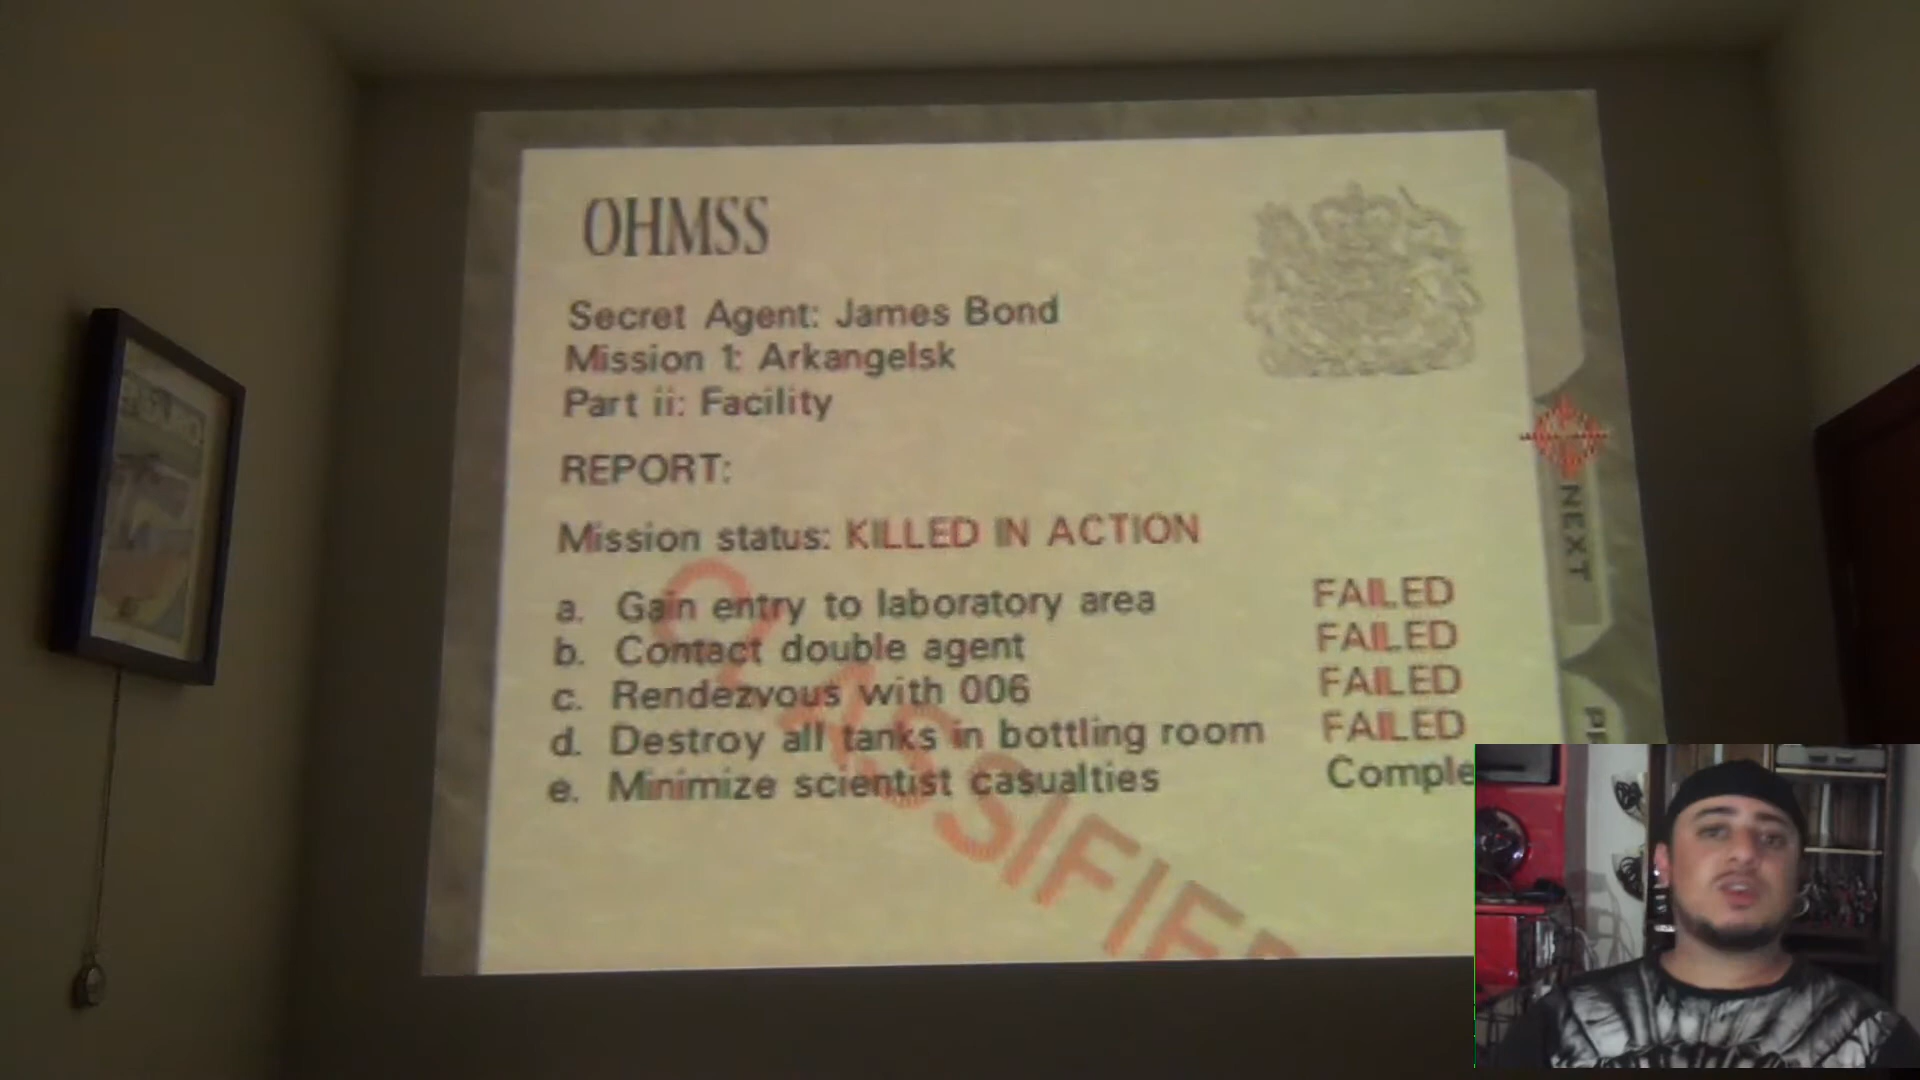 OHMSS
Secret Agent: James Bond
Mission 1: Arkangelsk
Part ii: Facility
REPORT:
Mission status: KILLED IN ACTION
a. Gain entry to laboratory area FAILED
b. Contact double agent FAILED
c. Rendezvous with 006 FAILED
d. Destroy all tanks in bottling room FAILED
e. Minimize scientist casualties Comple
CLASSIFIED
NEXT